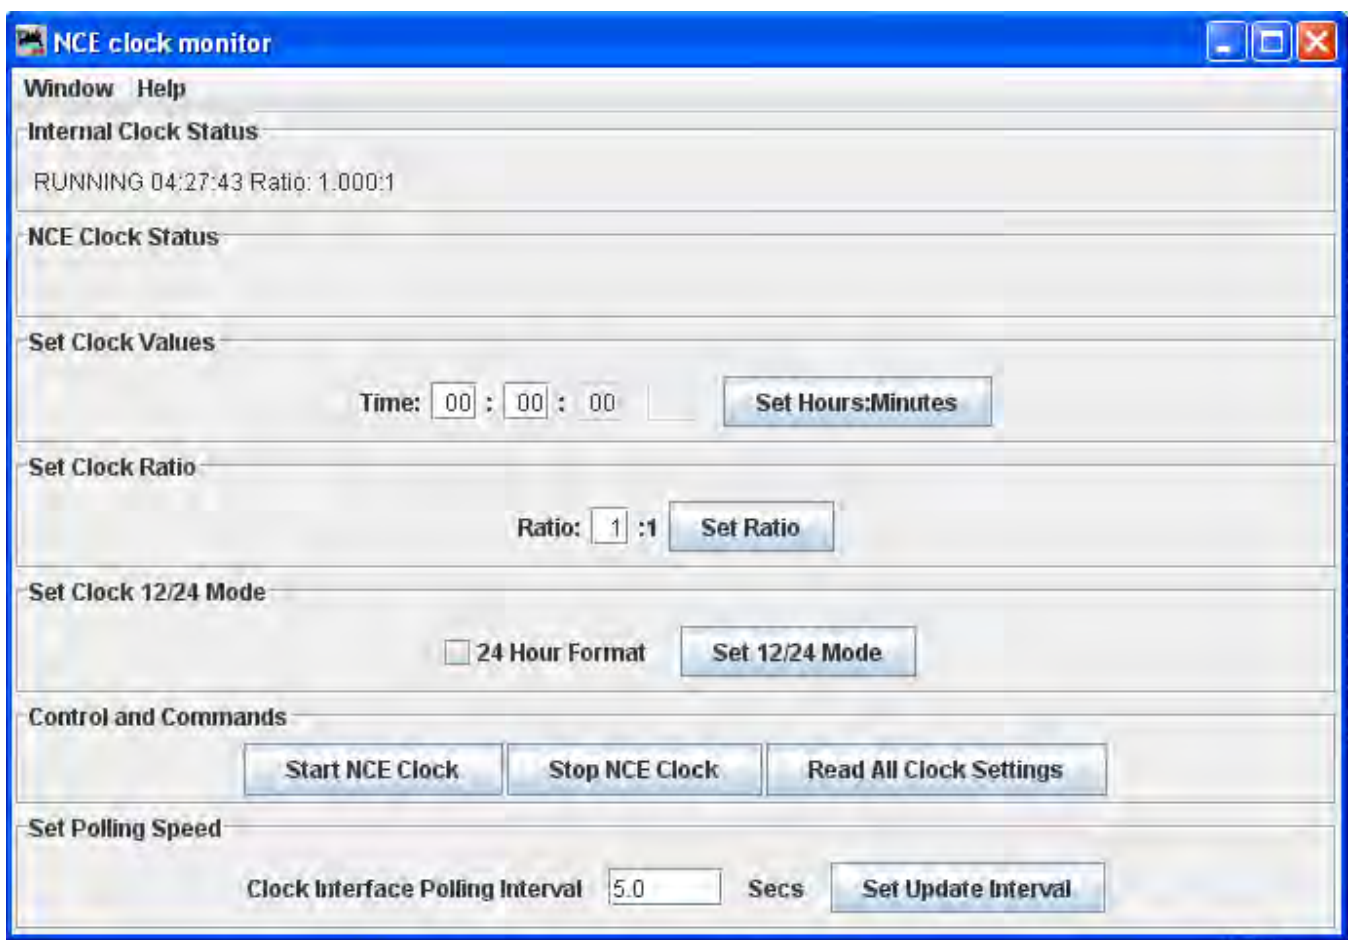 NCE clock monitor
Window Help
Internal Clock Status
RUNNING 04:27:43 Ratio: 1.000:1
NCE Clock Status
Set Clock Values
Time: 00 : 00 : 00 Set Hours:Minutes
Set Clock Ratio
Ratio: 1 :1 Set Ratio
Set Clock 12/24 Mode
24 Hour Format Set 12/24 Mode
Control and Commands
Start NCE Clock Stop NCE Clock Read All Clock Settings
Set Polling Speed
Clock Interface Polling Interval 5.0 Secs Set Update Interval